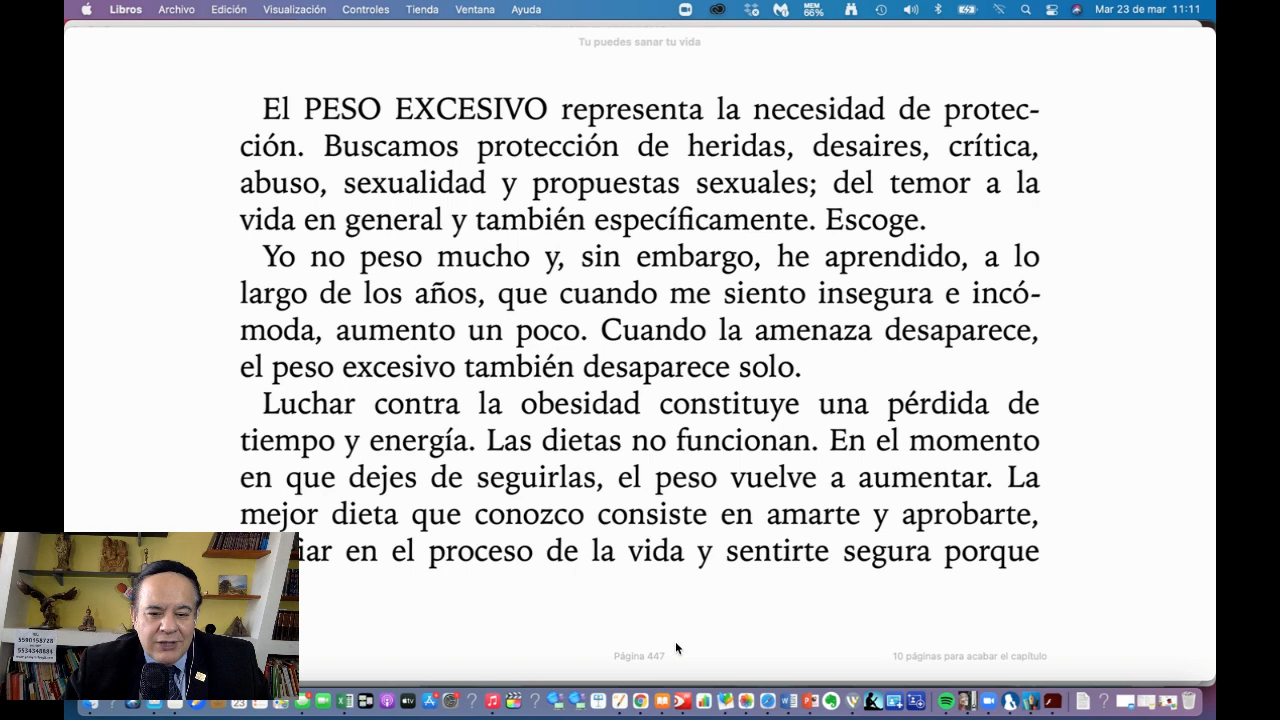 Libros Archivo Edición Visualización Controles Tienda Ventana Ayuda MEM 66% Mar 23 de mar 11:11
Tu puedes sanar tu vida
El PESO EXCESIVO representa la necesidad de protec-
ción. Buscamos protección de heridas, desaires, crítica,
abuso, sexualidad y propuestas sexuales; del temor a la
vida en general y también específicamente. Escoge.
Yo no peso mucho y, sin embargo, he aprendido, a lo
largo de los años, que cuando me siento insegura e incó-
moda, aumento un poco. Cuando la amenaza desaparece,
el peso excesivo también desaparece solo.
Luchar contra la obesidad constituye una pérdida de
tiempo y energía. Las dietas no funcionan. En el momento
en que dejes de seguirlas, el peso vuelve a aumentar. La
mejor dieta que conozco consiste en amarte y aprobarte,
iar en el proceso de la vida y sentirte segura porque
5590158728
5534348884
Página 447 10 páginas para acabar el capítulo